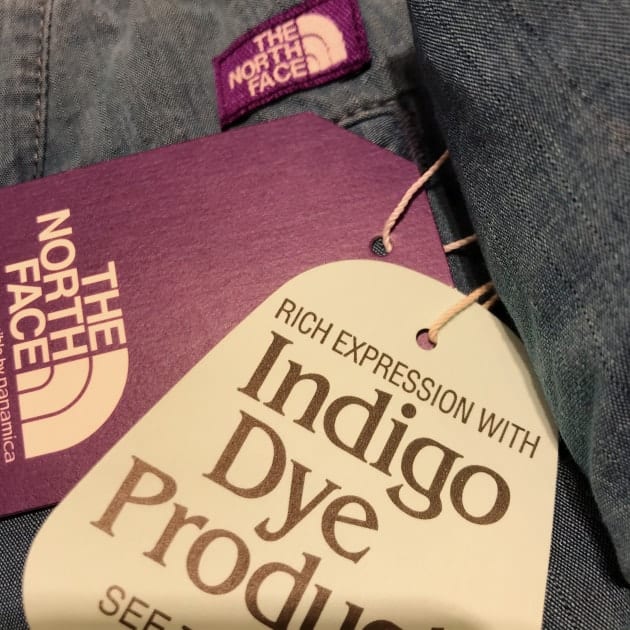 THE
NORTH
FACE
THE
NORTH
FACE
by nanamica
RICH EXPRESSION WITH
Indigo
Dye
SEE